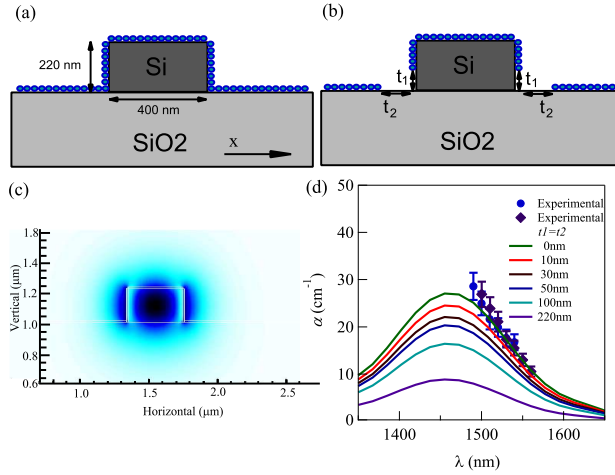 (a)
220 nm
Si
400 nm
SiO2
x
(b)
Si
t1
t1
t2
t2
SiO2
(c)
1.8
1.6
1.4
1.2
1.0
0.8
0.6
Vertical (μm)
1.0
1.5
2.0
2.5
Horizontal (μm)
(d)
50
40
30
20
10
0
α (cm-1)
Experimental
Experimental
t1=t2
0nm
10nm
30nm
50nm
100nm
220nm
1400
1500
1600
λ (nm)